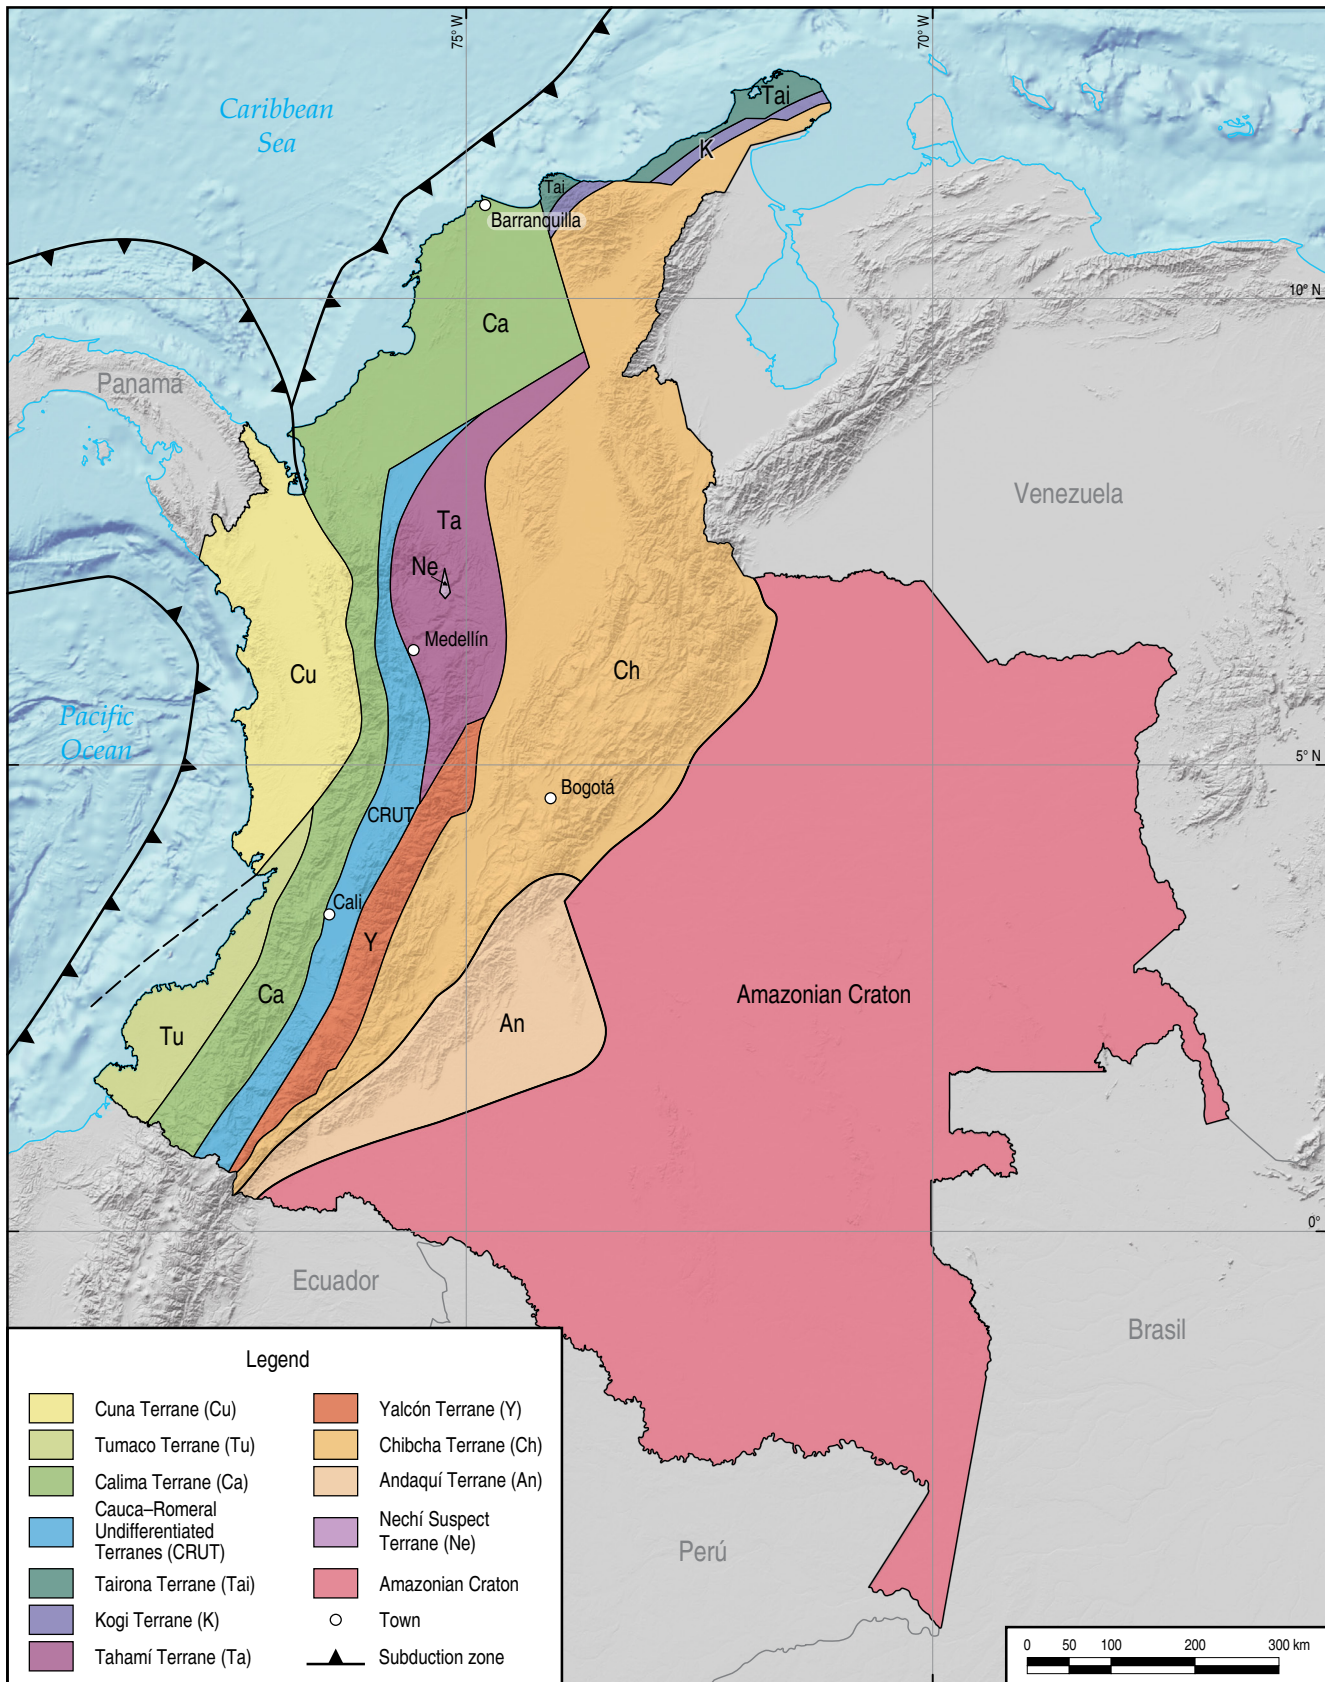 75° W
70° W
Caribbean
Sea
Tai
K
Tai
Barranquilla
10° N
Ca
Panama
Venezuela
Ta
Ne
Medellín
Cu
Ch
Pacific
Ocean
5° N
Bogotá
CRUT
Cali
Y
Ca
An
Amazonian Craton
Tu
0°
Ecuador
Brasil
Perú
Legend
Cuna Terrane (Cu)
Tumaco Terrane (Tu)
Calima Terrane (Ca)
Cauca–Romeral
Undifferentiated
Terranes (CRUT)
Tairona Terrane (Tai)
Kogi Terrane (K)
Tahamí Terrane (Ta)
Yalcón Terrane (Y)
Chibcha Terrane (Ch)
Andaquí Terrane (An)
Nechí Suspect
Terrane (Ne)
Amazonian Craton
Town
Subduction zone
0 50 100 200 300 km